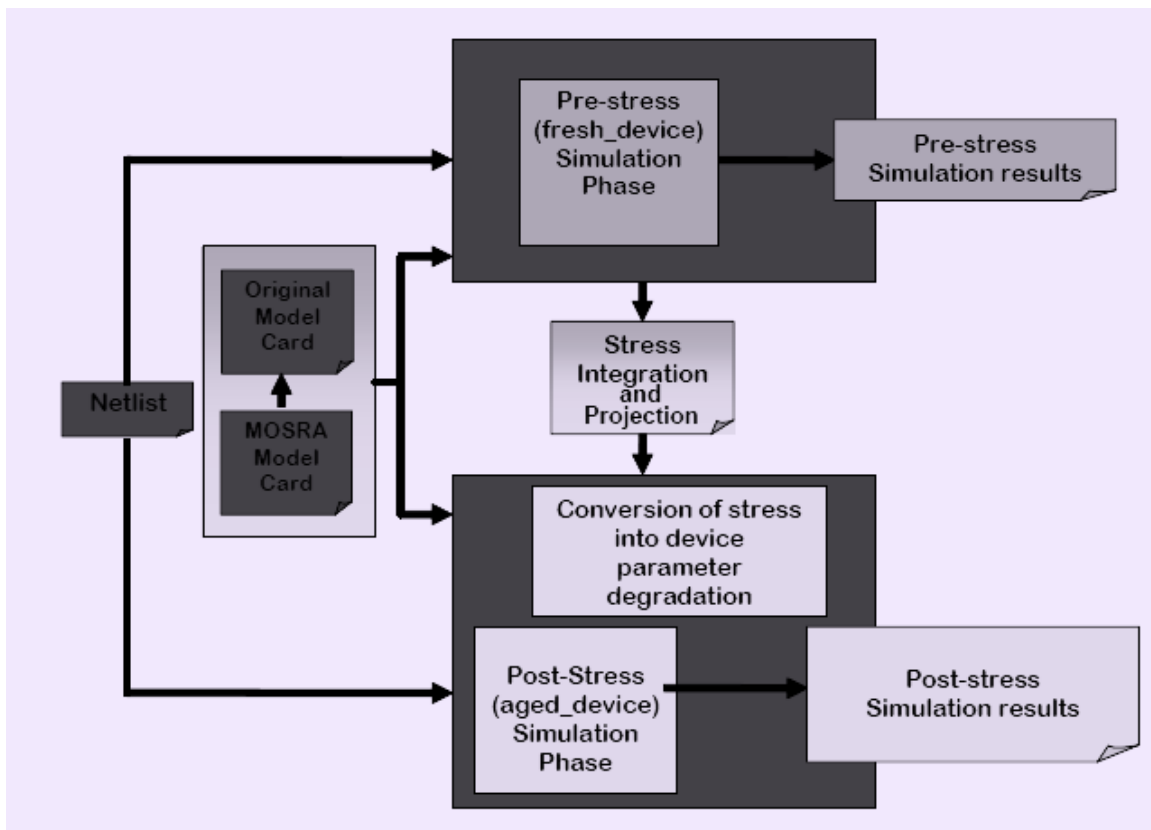 Pre-stress
(fresh_device)
Simulation
Phase
Pre-stress
Simulation results
Original
Model
Card
Netlist
MOSRA
Model
Card
Stress
Integration
and
Projection
Conversion of stress
into device
parameter
degradation
Post-Stress
(aged_device)
Simulation
Phase
Post-stress
Simulation results